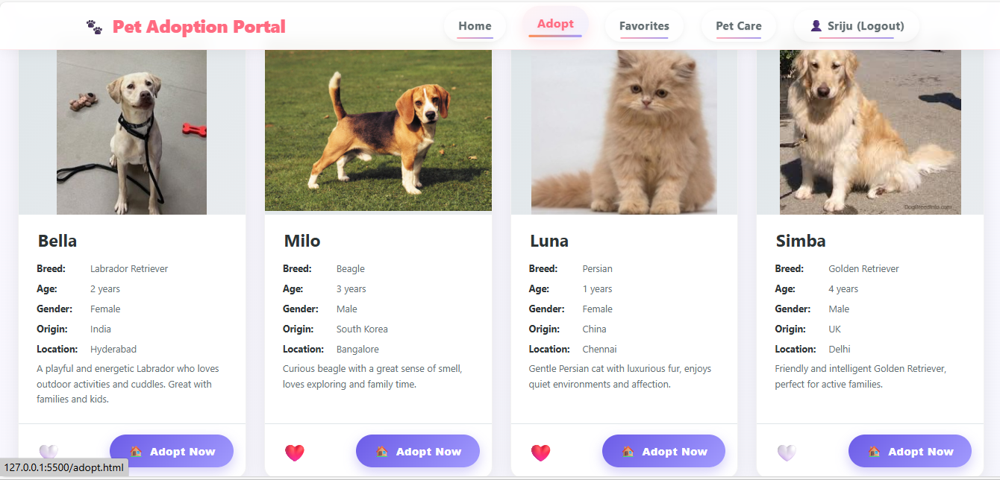 Pet Adoption Portal
Home
Adopt
Favorites
Pet Care
Sriju (Logout)
DogBreedInfo.com
Bella
Breed: Labrador Retriever
Age: 2 years
Gender: Female
Origin: India
Location: Hyderabad
A playful and energetic Labrador who loves
outdoor activities and cuddles. Great with
families and kids.
Adopt Now
Milo
Breed: Beagle
Age: 3 years
Gender: Male
Origin: South Korea
Location: Bangalore
Curious beagle with a great sense of smell,
loves exploring and family time.
Adopt Now
Luna
Breed: Persian
Age: 1 years
Gender: Female
Origin: China
Location: Chennai
Gentle Persian cat with luxurious fur, enjoys
quiet environments and affection.
Adopt Now
Simba
Breed: Golden Retriever
Age: 4 years
Gender: Male
Origin: UK
Location: Delhi
Friendly and intelligent Golden Retriever,
perfect for active families.
Adopt Now
127.0.0.1:5500/adopt.html